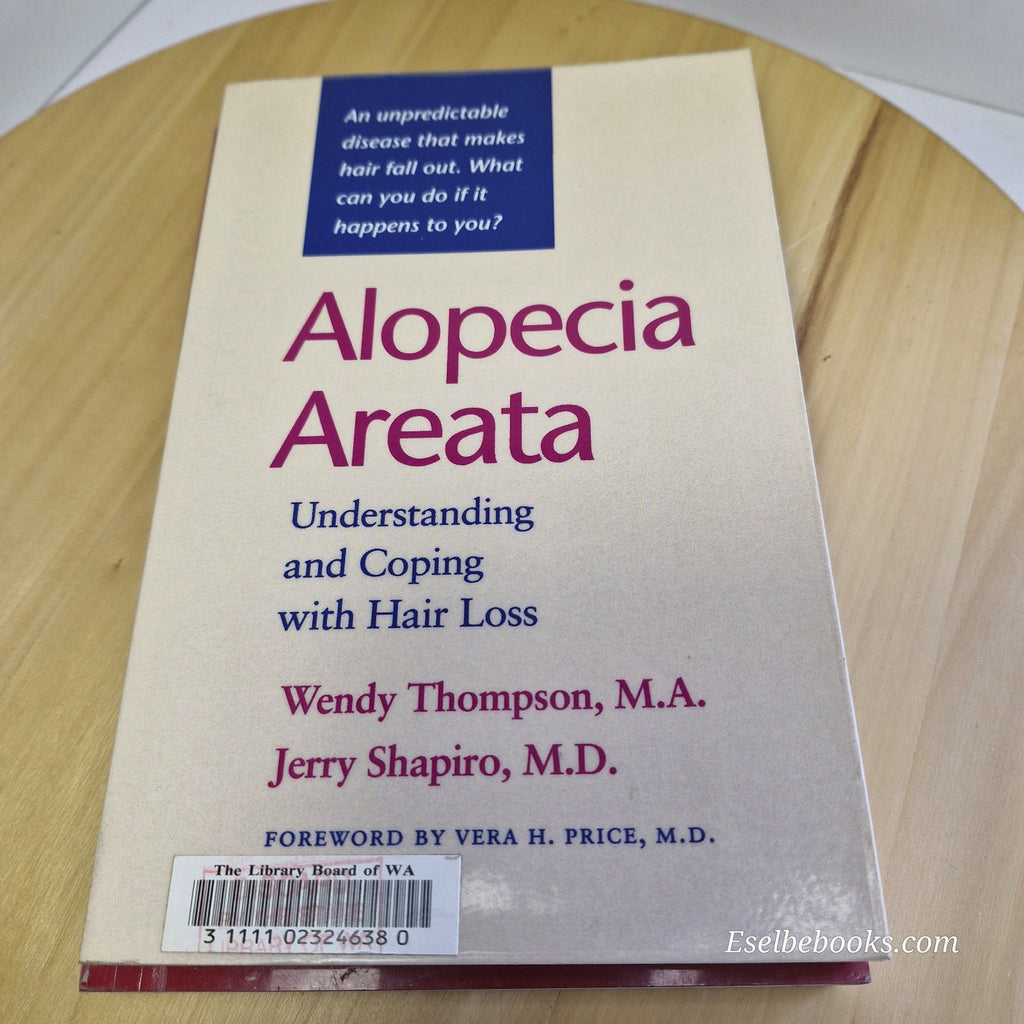 An unpredictable
disease that makes
hair fall out. What
can you do if it
happens to you?
Alopecia
Areata
Understanding
and Coping
with Hair Loss
Wendy Thompson, M.A.
Jerry Shapiro, M.D.
FOREWORD BY VERA H. PRICE, M.D.
The Library Board of WA
3 1111 02324638 0
Eselbebooks.com